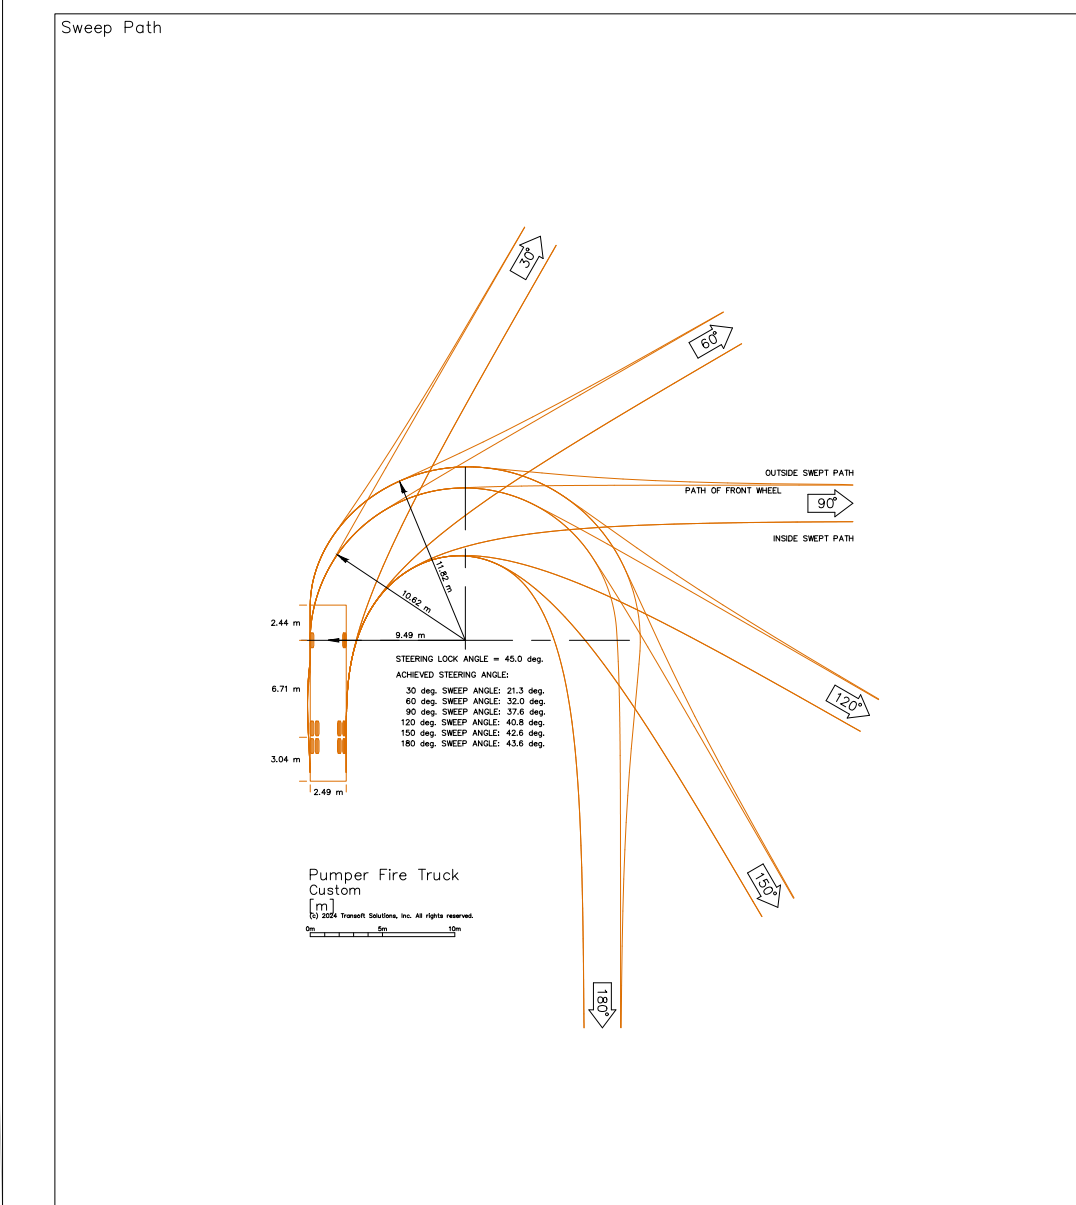 Sweep Path
30°
60°
OUTSIDE SWEPT PATH
PATH OF FRONT WHEEL
90°
INSIDE SWEPT PATH
11.82 m
10.62 m
2.44 m
9.49 m
STEERING LOCK ANGLE = 45.0 deg.
ACHIEVED STEERING ANGLE:
6.71 m
30 deg. SWEEP ANGLE: 21.3 deg.
60 deg. SWEEP ANGLE: 32.0 deg.
90 deg. SWEEP ANGLE: 37.6 deg.
120 deg. SWEEP ANGLE: 40.8 deg.
150 deg. SWEEP ANGLE: 42.6 deg.
180 deg. SWEEP ANGLE: 43.6 deg.
120°
3.04 m
2.49 m
150°
Pumper Fire Truck
Custom
[m]
(c) 2024 Transoft Solutions, Inc. All rights reserved.
0m 5m 10m
180°